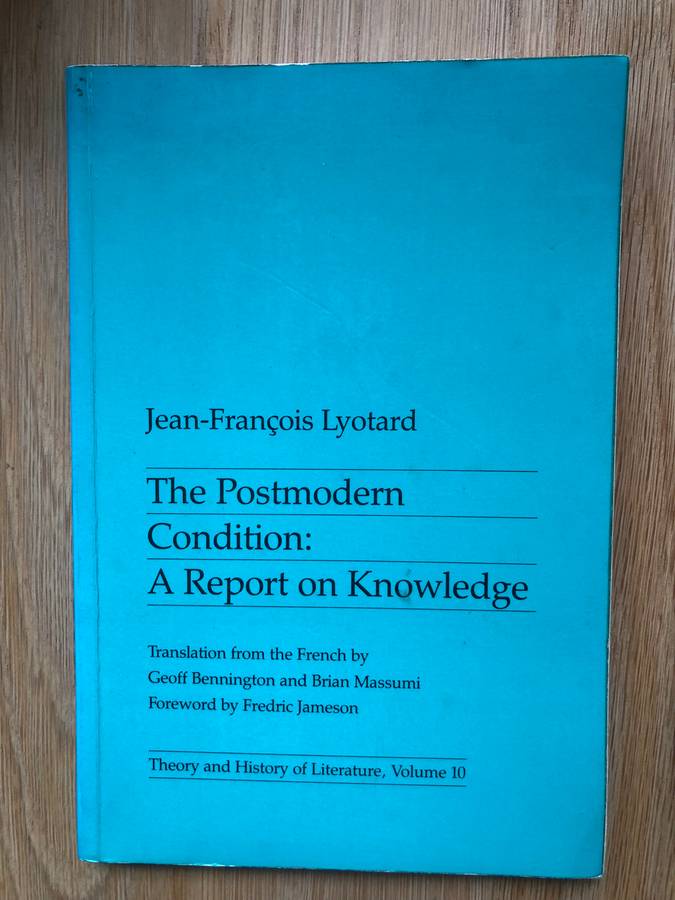 Jean-François Lyotard
The Postmodern
Condition:
A Report on Knowledge
Translation from the French by
Geoff Bennington and Brian Massumi
Foreword by Fredric Jameson
Theory and History of Literature, Volume 10